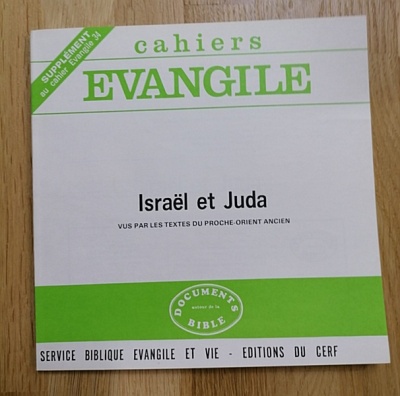 SUPPLÉMENT
au cahier Evangile 34
cahiers
EVANGILE
Israël et Juda
VUS PAR LES TEXTES DU PROCHE-ORIENT ANCIEN
DOCUMENTS
autour de la
BIBLE
SERVICE BIBLIQUE EVANGILE ET VIE - EDITIONS DU CERF